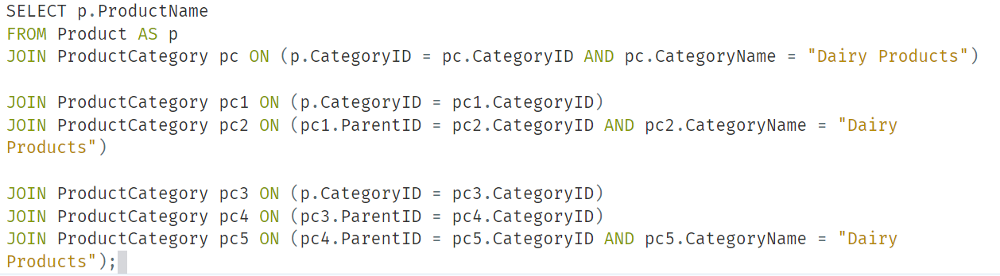 SELECT p.ProductName
FROM Product AS p
JOIN ProductCategory pc ON (p.CategoryID = pc.CategoryID AND pc.CategoryName = "Dairy Products")
JOIN ProductCategory pc1 ON (p.CategoryID = pc1.CategoryID)
JOIN ProductCategory pc2 ON (pc1.ParentID = pc2.CategoryID AND pc2.CategoryName = "Dairy
Products")
JOIN ProductCategory pc3 ON (p.CategoryID = pc3.CategoryID)
JOIN ProductCategory pc4 ON (pc3.ParentID = pc4.CategoryID)
JOIN ProductCategory pc5 ON (pc4.ParentID = pc5.CategoryID AND pc5.CategoryName = "Dairy
Products");